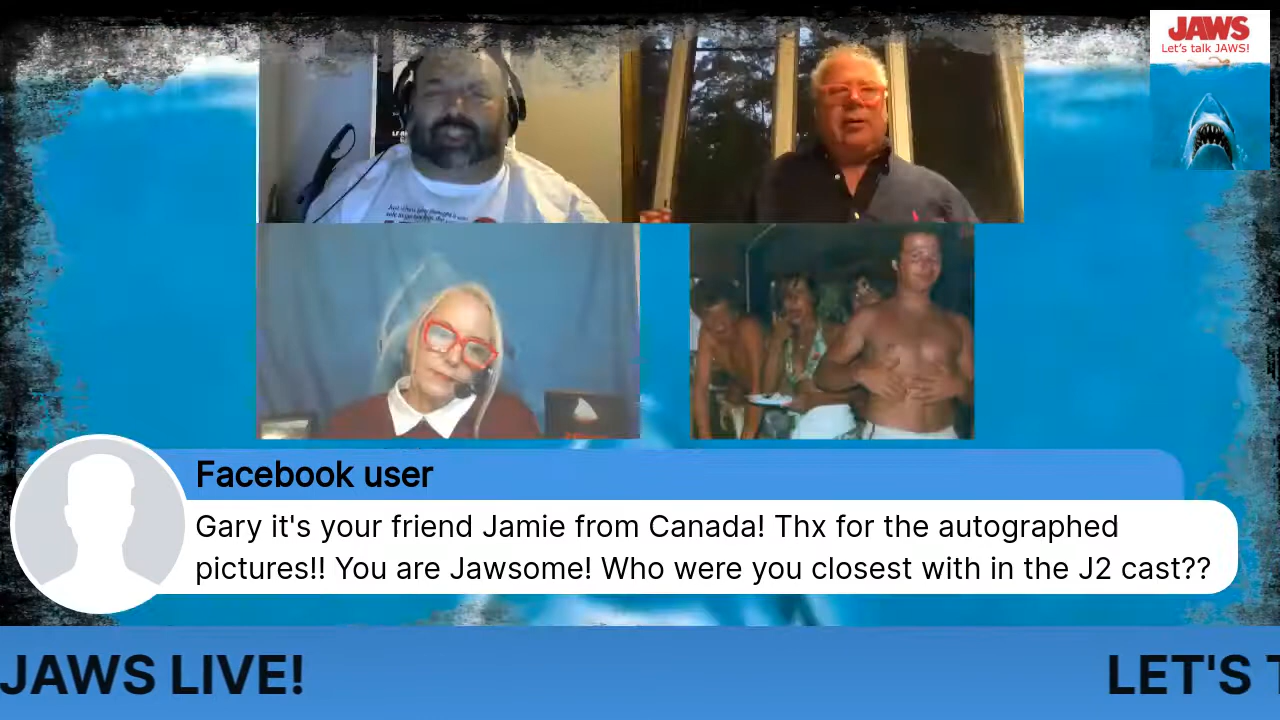 JAWS
Let's talk JAWS!
Facebook user
Gary it's your friend Jamie from Canada! Thx for the autographed
pictures!! You are Jawsome! Who were you closest with in the J2 cast??
JAWS LIVE!
LET'S